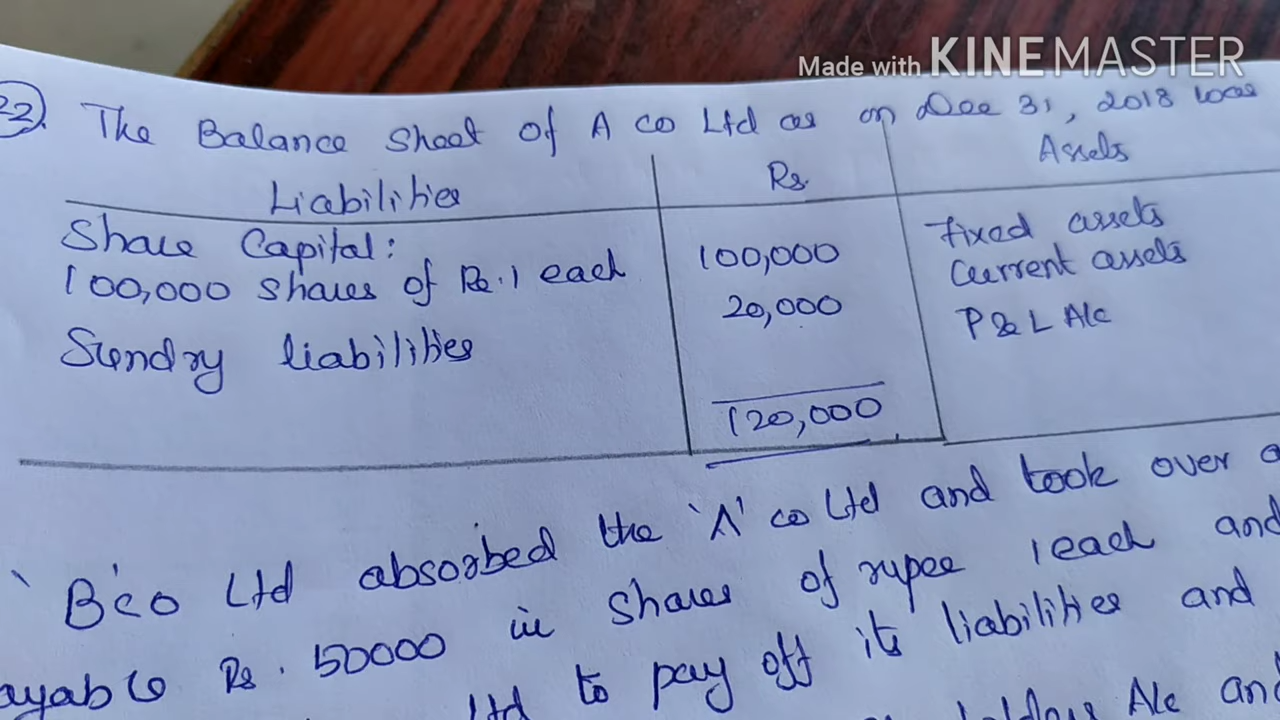 Made with KINEMASTER
22. The Balance Sheet of A co Ltd as on Dec 31, 2018 was
Liabilities Rs. Assets
Share Capital: Fixed assets
100,000 shares of Rs. 1 each 100,000 Current assets
Sundry liabilities 20,000 P & L A/c
120,000
'B' co Ltd absorbed the 'A' co Ltd and took over
payable Rs. 50000 in shares of rupee 1 each and
Ltd to pay off its liabilities and
A/c and